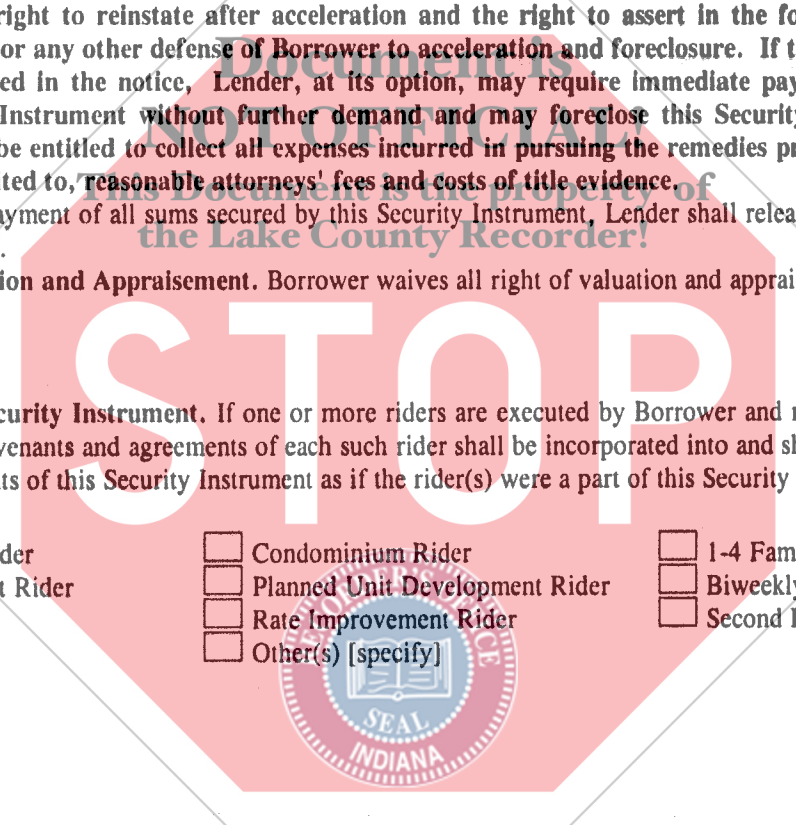 right to reinstate after acceleration and the right to assert in the fo
or any other defense of Borrower to acceleration and foreclosure. If t
Document is
ed in the notice, Lender, at its option, may require immediate pay
Instrument without further demand and may foreclose this Security
NOT OFFICIAL!
be entitled to collect all expenses incurred in pursuing the remedies pr
ted to, reasonable attorneys' fees and costs of title evidence.
This Document is the property of
ayment of all sums secured by this Security Instrument, Lender shall relea
the Lake County Recorder!
ion and Appraisement. Borrower waives all right of valuation and apprai
STOP
curity Instrument. If one or more riders are executed by Borrower and r
venants and agreements of each such rider shall be incorporated into and sh
ts of this Security Instrument as if the rider(s) were a part of this Security
der Condominium Rider 1-4 Fam
t Rider Planned Unit Development Rider Biweekly
Rate Improvement Rider Second
Other(s) [specify]
RECORDER'S OFFICE
SEAL
INDIANA